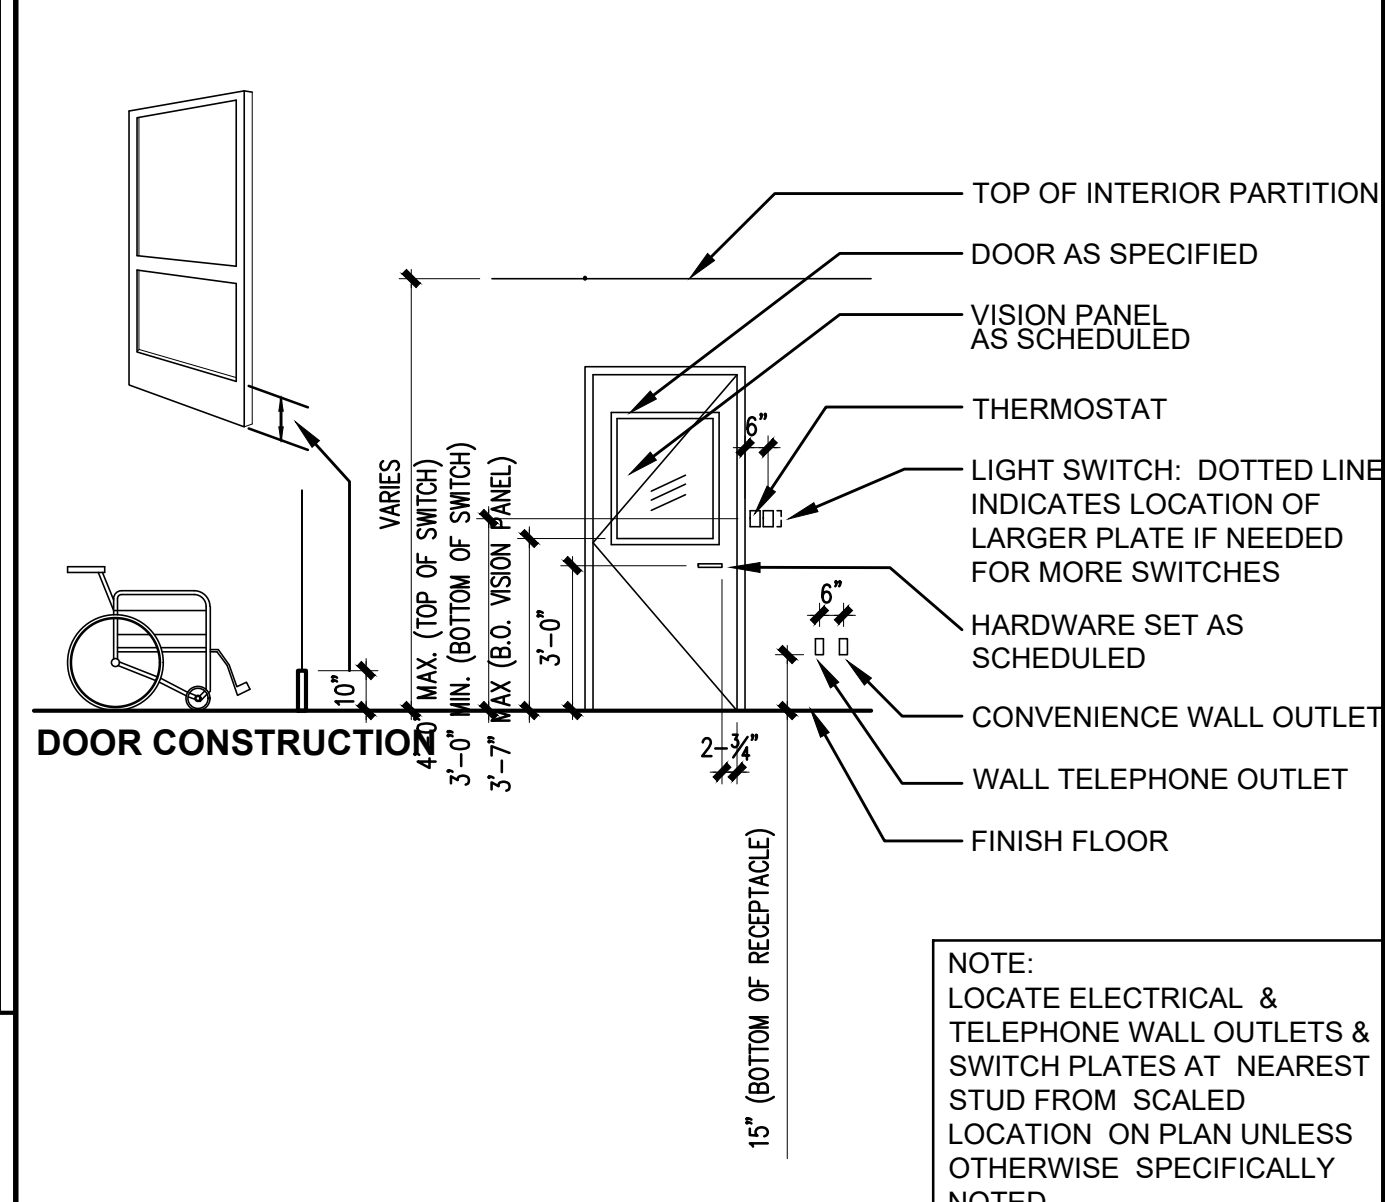 TOP OF INTERIOR PARTITION
DOOR AS SPECIFIED
VISION PANEL
AS SCHEDULED
THERMOSTAT
6"
LIGHT SWITCH: DOTTED LINE
INDICATES LOCATION OF
LARGER PLATE IF NEEDED
FOR MORE SWITCHES
VARIES
4'-0" MAX. (TOP OF SWITCH)
3'-0" MIN. (BOTTOM OF SWITCH)
3'-7" MAX (B.O. VISION PANEL)
3'-0"
6"
HARDWARE SET AS
SCHEDULED
10"
CONVENIENCE WALL OUTLET
DOOR CONSTRUCTION
2-3/4"
WALL TELEPHONE OUTLET
FINISH FLOOR
15" (BOTTOM OF RECEPTACLE)
NOTE:
LOCATE ELECTRICAL &
TELEPHONE WALL OUTLETS &
SWITCH PLATES AT NEAREST
STUD FROM SCALED
LOCATION ON PLAN UNLESS
OTHERWISE SPECIFICALLY
NOTED